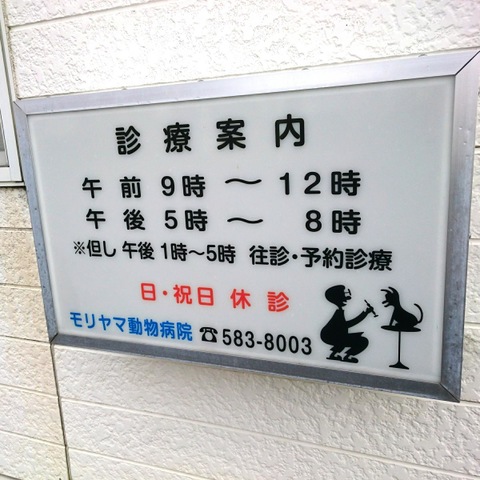 診療案内
午前 9時 〜 12時
午後 5時 〜 8時
※但し 午後 1時〜5時 往診・予約診療
日・祝日 休診
モリヤマ動物病院 ☎583-8003